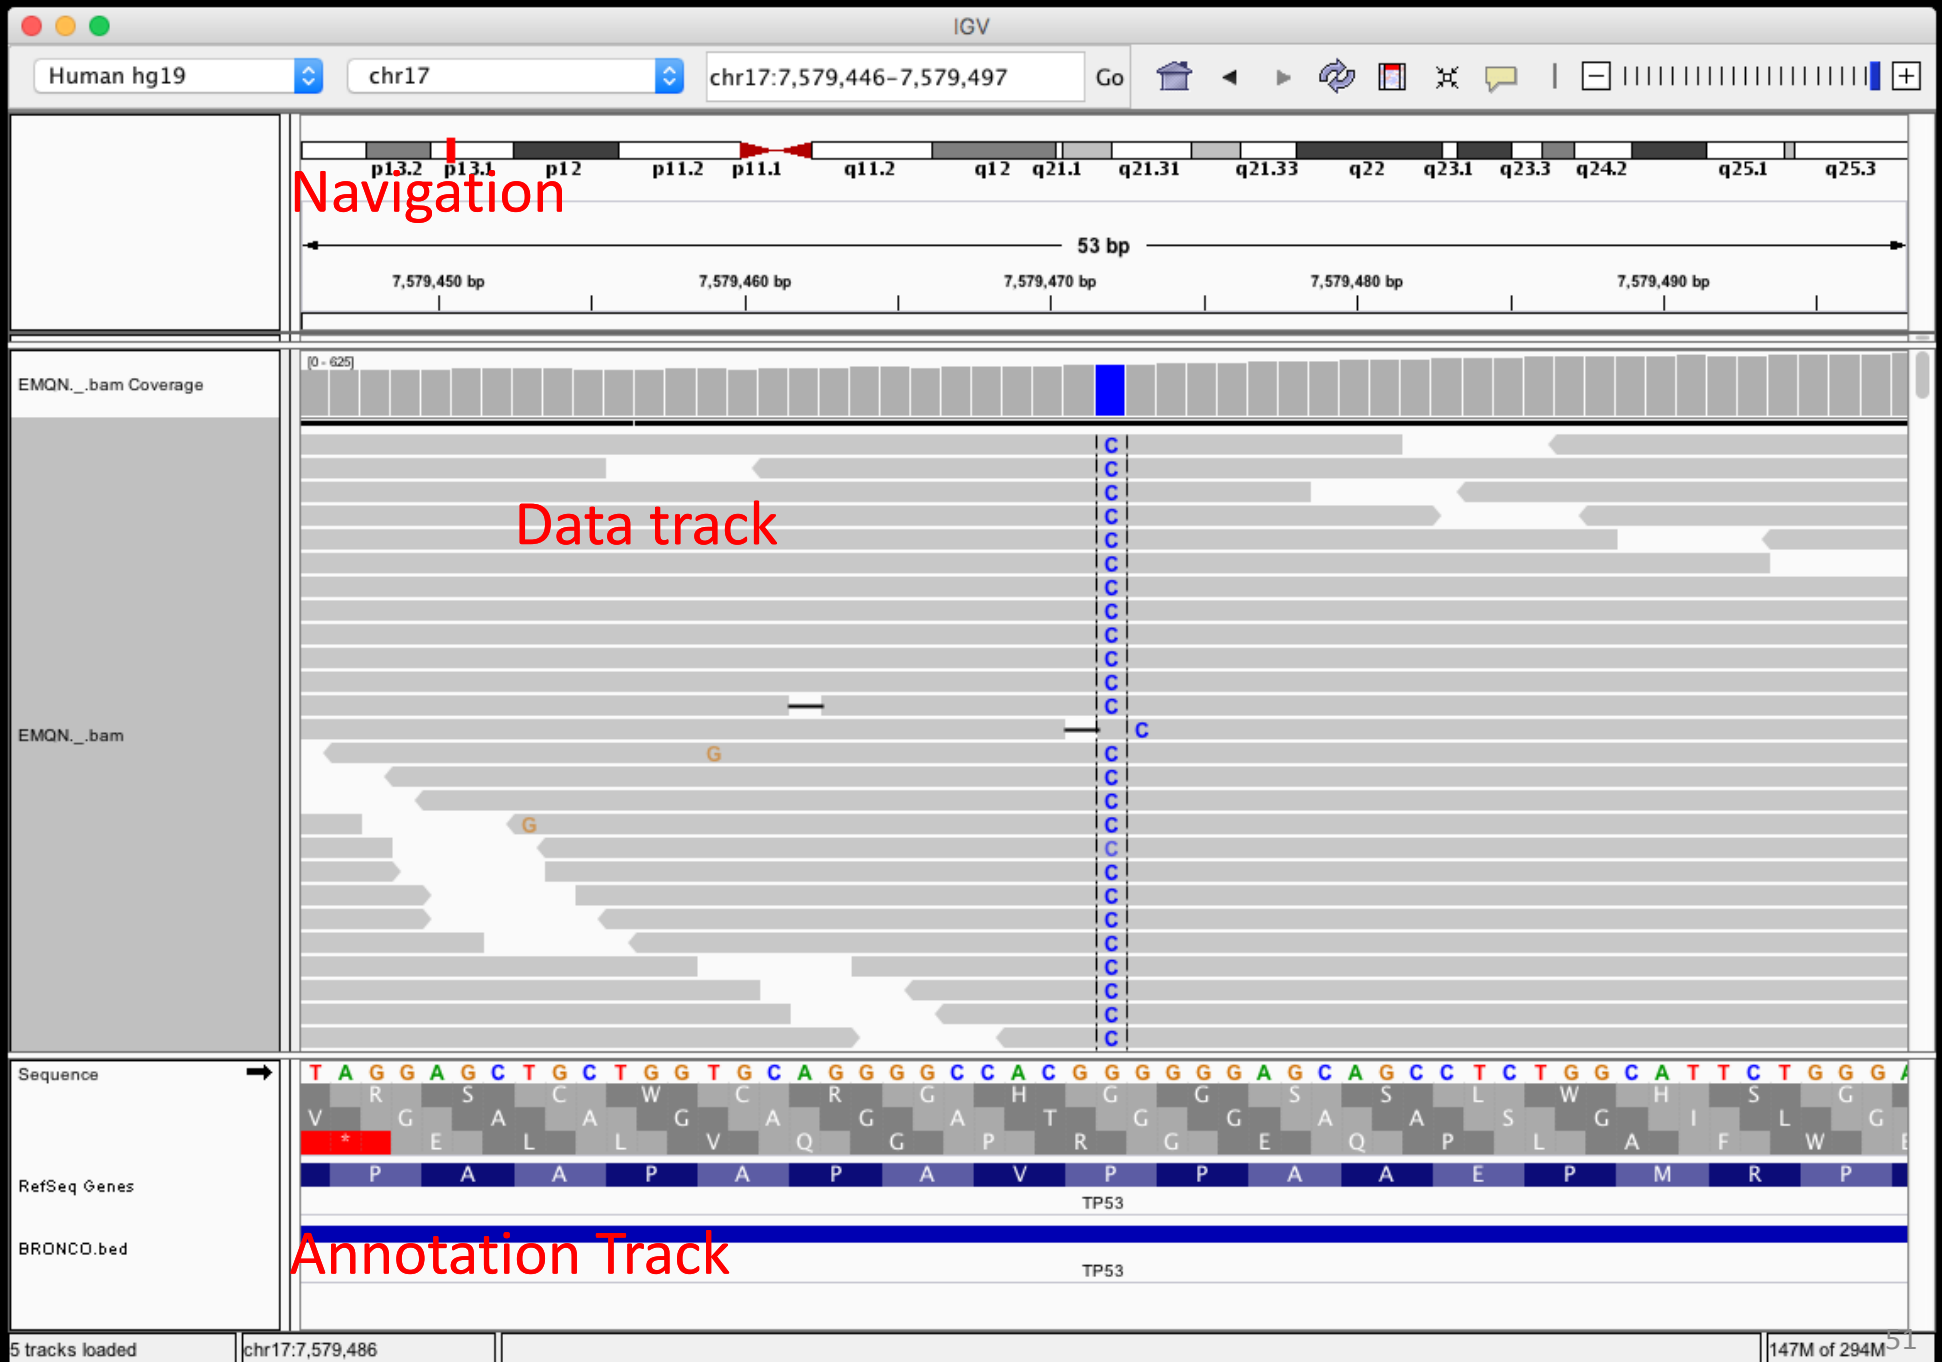 IGV
Human hg19 chr17 chr17:7,579,446-7,579,497 Go
p13.2 p13.1 p12 p11.2 p11.1 q11.2 q12 q21.1 q21.31 q21.33 q22 q23.1 q23.3 q24.2 q25.1 q25.3
Navigation
53 bp
7,579,450 bp 7,579,460 bp 7,579,470 bp 7,579,480 bp 7,579,490 bp
[0 - 625]
EMQN._.bam Coverage
C
C
C
C
Data track
C
C
C
C
C
C
C
C
EMQN._.bam C
G C
C
C
G C
C
C
C
C
C
C
C
C
C
Sequence T A G G A G C T G C T G G T G C A G G G G C C A C G G G G G G A G C A G C C T C T G G C A T T C T G G G A
R S C W C R G H G G S S L W H S G
V G A A G A G A T G G A A S G I L G
* E L L V Q G P R G E Q P L A F W E
RefSeq Genes P A A P A P A V P P A A E P M R P
TP53
BRONCO.bed
Annotation Track
TP53
5 tracks loaded chr17:7,579,486 147M of 294M
51